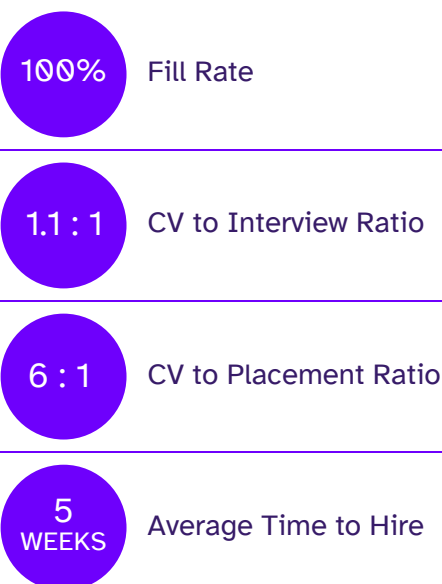 100%
Fill Rate
1.1 : 1
CV to Interview Ratio
6 : 1
CV to Placement Ratio
5
WEEKS
Average Time to Hire